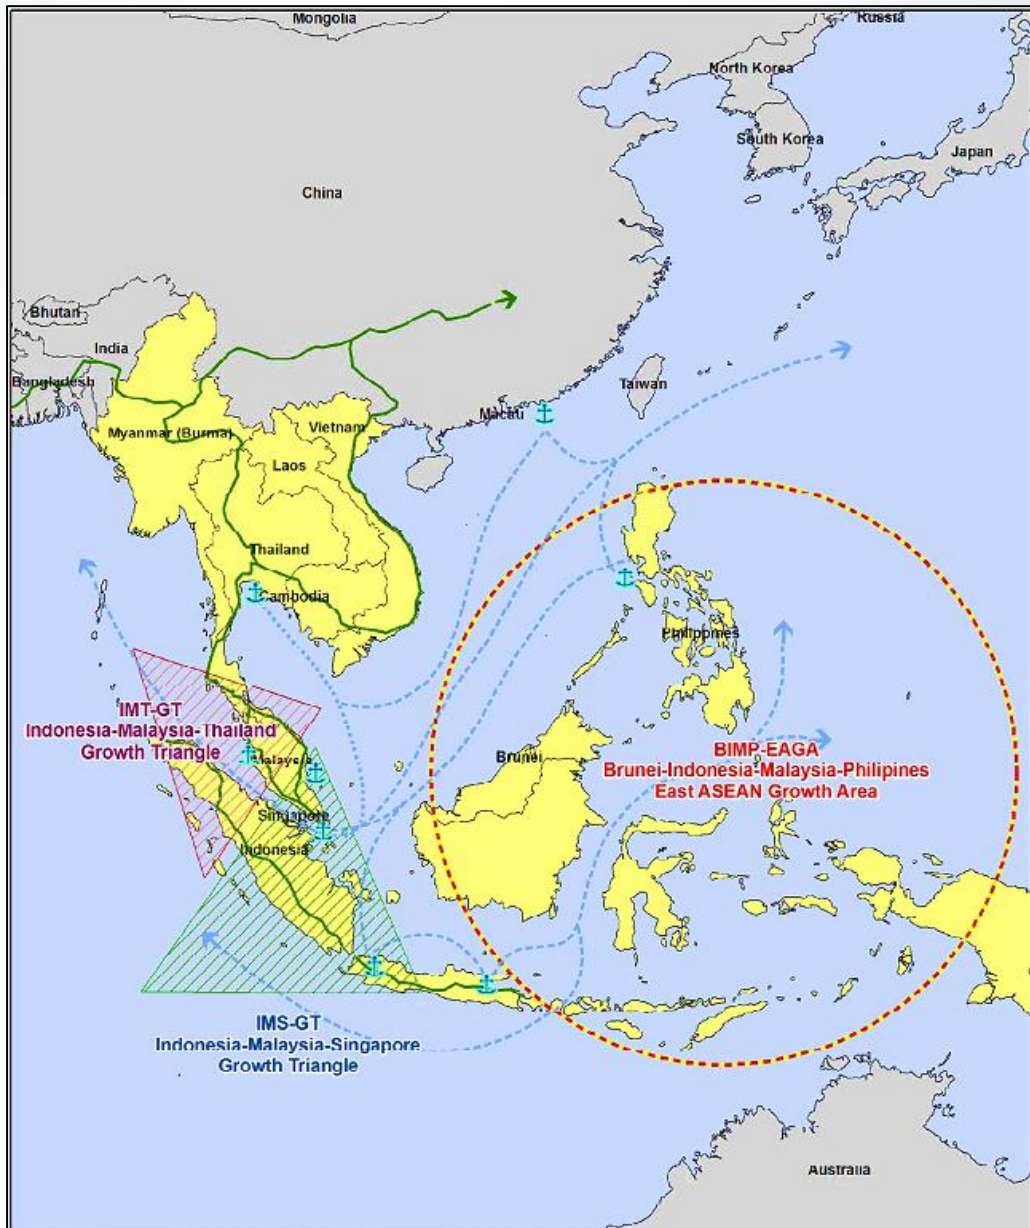 Mongolia
Russia
North Korea
South Korea
Japan
China
Bhutan
India
Bangladesh
Taiwan
Macau
Myanmar (Burma)
Vietnam
Laos
Thailand
Cambodia
Philippines
IMT-GT
Indonesia-Malaysia-Thailand
Growth Triangle
Malaysia
Brunei
BIMP-EAGA
Brunei-Indonesia-Malaysia-Philipines
East ASEAN Growth Area
Singapore
Indonesia
IMS-GT
Indonesia-Malaysia-Singapore
Growth Triangle
Australia